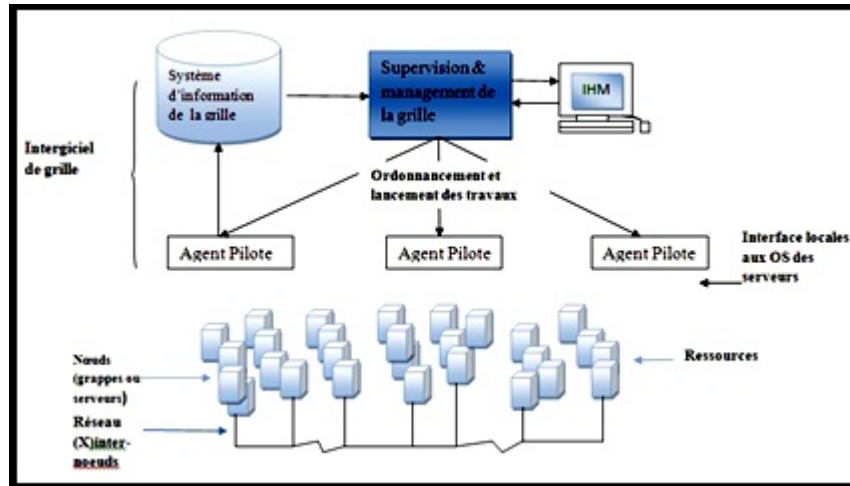 Système
d'information
de la grille
Supervision &
management de
la grille
IHM
Intergiciel
de grille
Ordonnancement et
lancement des travaux
Agent Pilote
Agent Pilote
Agent Pilote
Interface locales
aux OS des
serveurs
Nœuds
(grappes ou
serveurs)
Ressources
Réseau
(X)inter-
noeuds